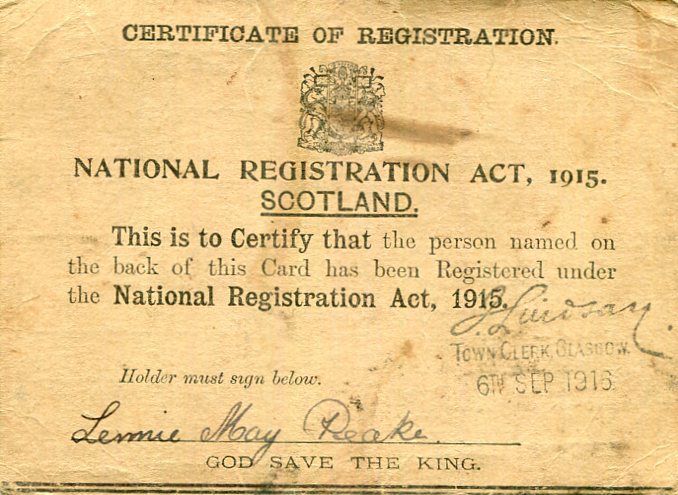 CERTIFICATE OF REGISTRATION.
NATIONAL REGISTRATION ACT, 1915.
SCOTLAND.
This is to Certify that the person named on
the back of this Card has been Registered under
the National Registration Act, 1915.
J. Lindsay.
TOWN CLERK, GLASGOW.
6TH SEP 1916
Holder must sign below.
Lennie May Peake.
GOD SAVE THE KING.